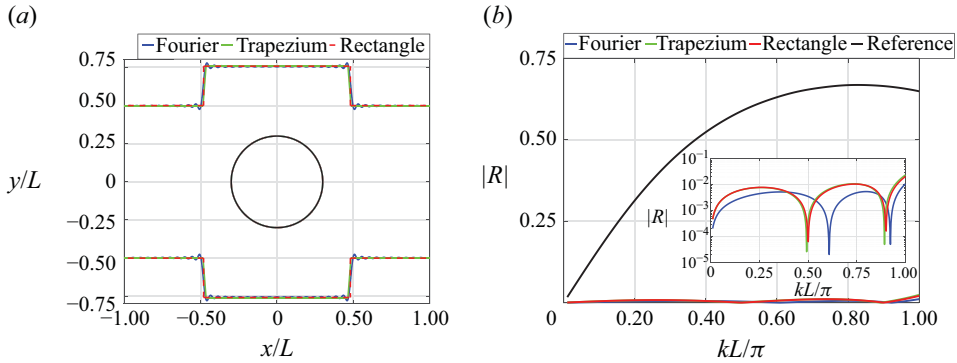 (a)
Fourier Trapezium Rectangle
0.75
0.50
0.25
y/L
0
−0.25
−0.50
−0.75
−1.00 −0.50 0 0.50 1.00
x/L
(b)
Fourier Trapezium Rectangle Reference
0.75
0.50
|R|
0.25
0.20 0.40 0.60 0.80 1.00
kL/π
10−1
10−2
10−3
|R|
10−4
10−5
0 0.25 0.50 0.75 1.00
kL/π